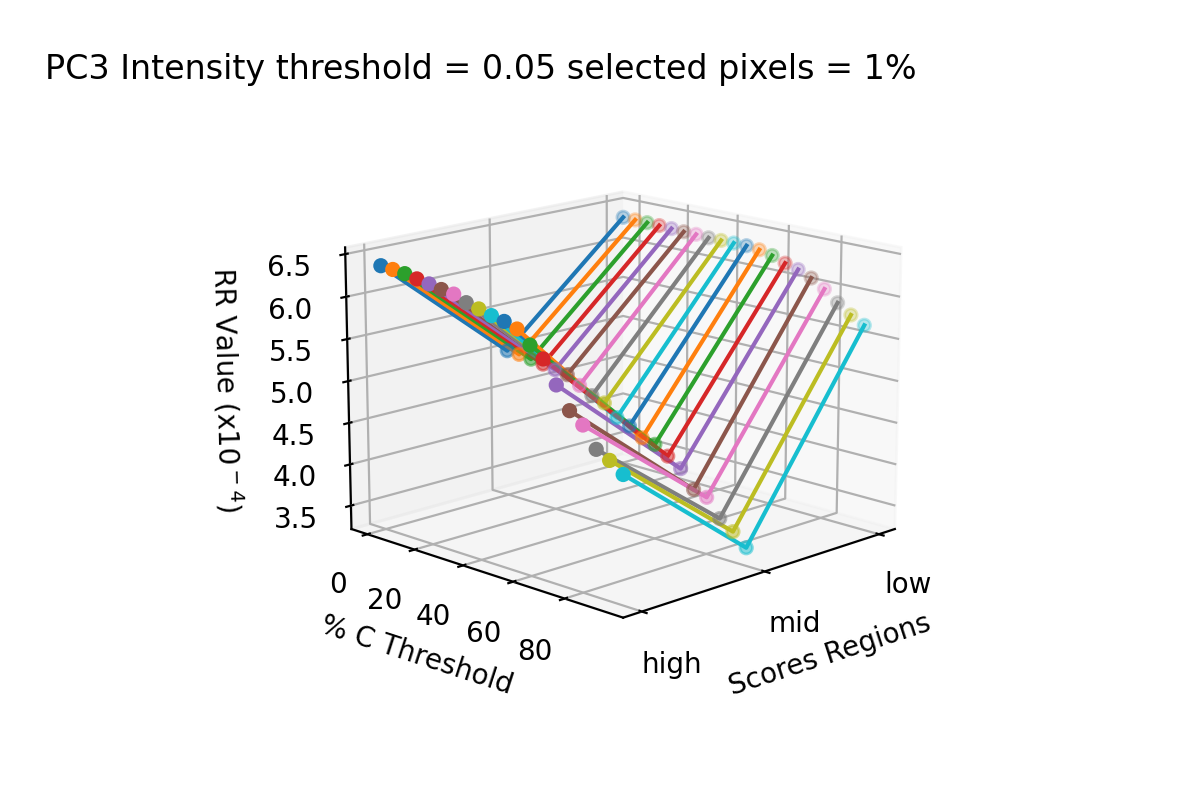 PC3 Intensity threshold = 0.05 selected pixels = 1%
RR Value (x10⁻⁴)
6.5
6.0
5.5
5.0
4.5
4.0
3.5
0
20
40
60
80
% C Threshold
high
mid
low
Scores Regions